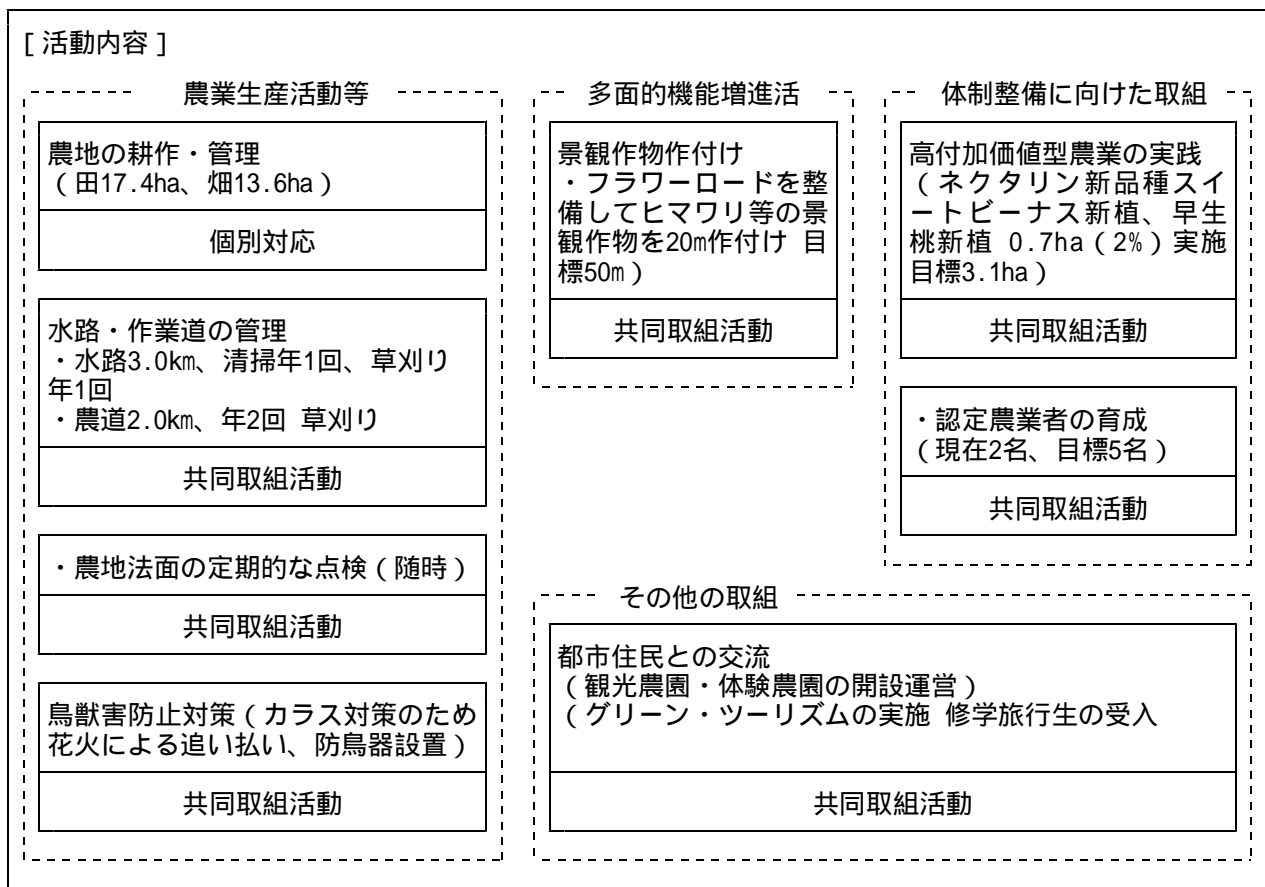 [活動内容]
農業生産活動等
農地の耕作・管理
（田17.4ha、畑13.6ha）
個別対応
水路・作業道の管理
・水路3.0km、清掃年1回、草刈り
年1回
・農道2.0km、年2回 草刈り
共同取組活動
・農地法面の定期的な点検（随時）
共同取組活動
鳥獣害防止対策（カラス対策のため
花火による追い払い、防鳥器設置）
共同取組活動
多面的機能増進活
景観作物作付け
・フラワーロードを整
備してヒマワリ等の景
観作物を20m作付け 目
標50m）
共同取組活動
体制整備に向けた取組
高付加価値型農業の実践
（ネクタリン新品種スイ
ートビーナス新植、早生
桃新植 0.7ha（2%）実施
目標3.1ha）
共同取組活動
・認定農業者の育成
（現在2名、目標5名）
共同取組活動
その他の取組
都市住民との交流
（観光農園・体験農園の開設運営）
（グリーン・ツーリズムの実施 修学旅行生の受入
共同取組活動